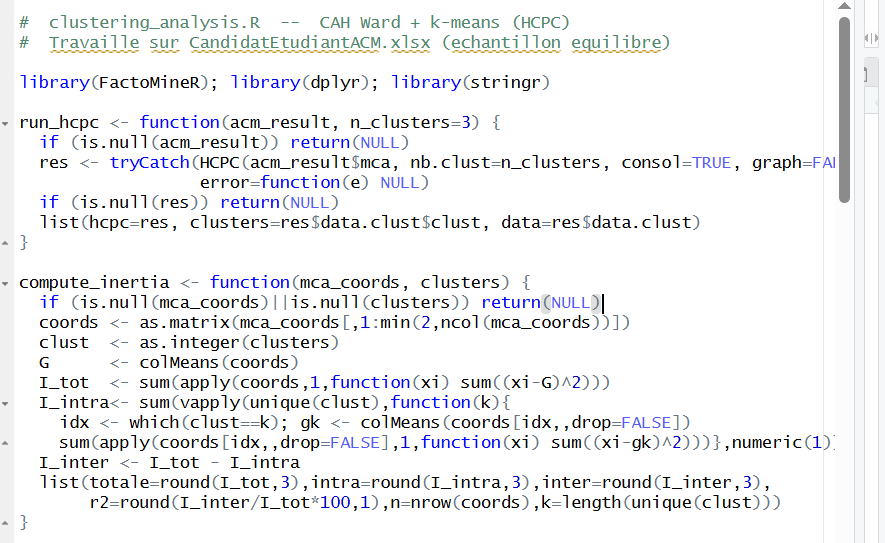 #  clustering_analysis.R  --  CAH Ward + k-means (HCPC)
#  Travaille sur CandidatEtudiantACM.xlsx (echantillon equilibre)
library(FactoMineR); library(dplyr); library(stringr)
run_hcpc <- function(acm_result, n_clusters=3) {
  if (is.null(acm_result)) return(NULL)
  res <- tryCatch(HCPC(acm_result$mca, nb.clust=n_clusters, consol=TRUE, graph=FA
                  error=function(e) NULL)
  if (is.null(res)) return(NULL)
  list(hcpc=res, clusters=res$data.clust$clust, data=res$data.clust)
}
compute_inertia <- function(mca_coords, clusters) {
  if (is.null(mca_coords)||is.null(clusters)) return(NULL)
  coords <- as.matrix(mca_coords[,1:min(2,ncol(mca_coords))])
  clust  <- as.integer(clusters)
  G      <- colMeans(coords)
  I_tot  <- sum(apply(coords,1,function(xi) sum((xi-G)^2)))
  I_intra<- sum(vapply(unique(clust),function(k){
    idx <- which(clust==k); gk <- colMeans(coords[idx,,drop=FALSE])
    sum(apply(coords[idx,,drop=FALSE],1,function(xi) sum((xi-gk)^2)))},numeric(1)
  I_inter <- I_tot - I_intra
  list(totale=round(I_tot,3),intra=round(I_intra,3),inter=round(I_inter,3),
       r2=round(I_inter/I_tot*100,1),n=nrow(coords),k=length(unique(clust)))
}